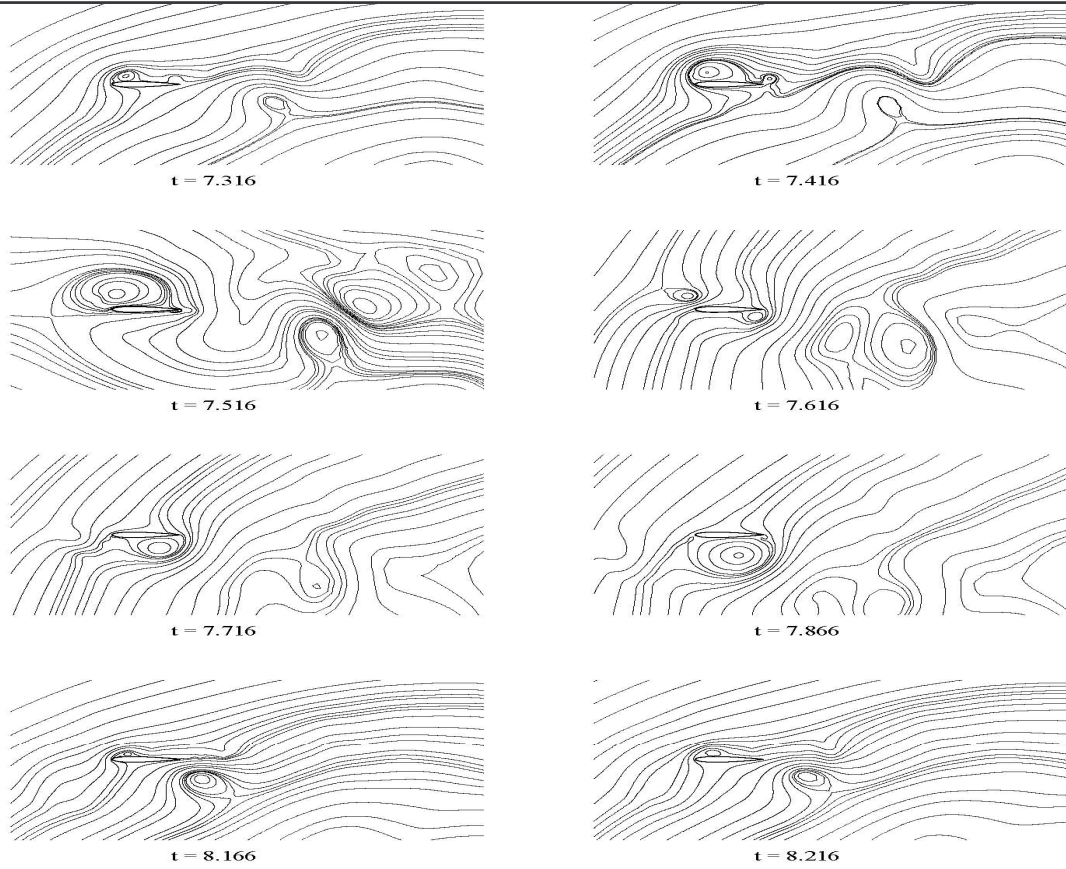 t = 7.316
t = 7.416
t = 7.516
t = 7.616
t = 7.716
t = 7.866
t = 8.166
t = 8.216